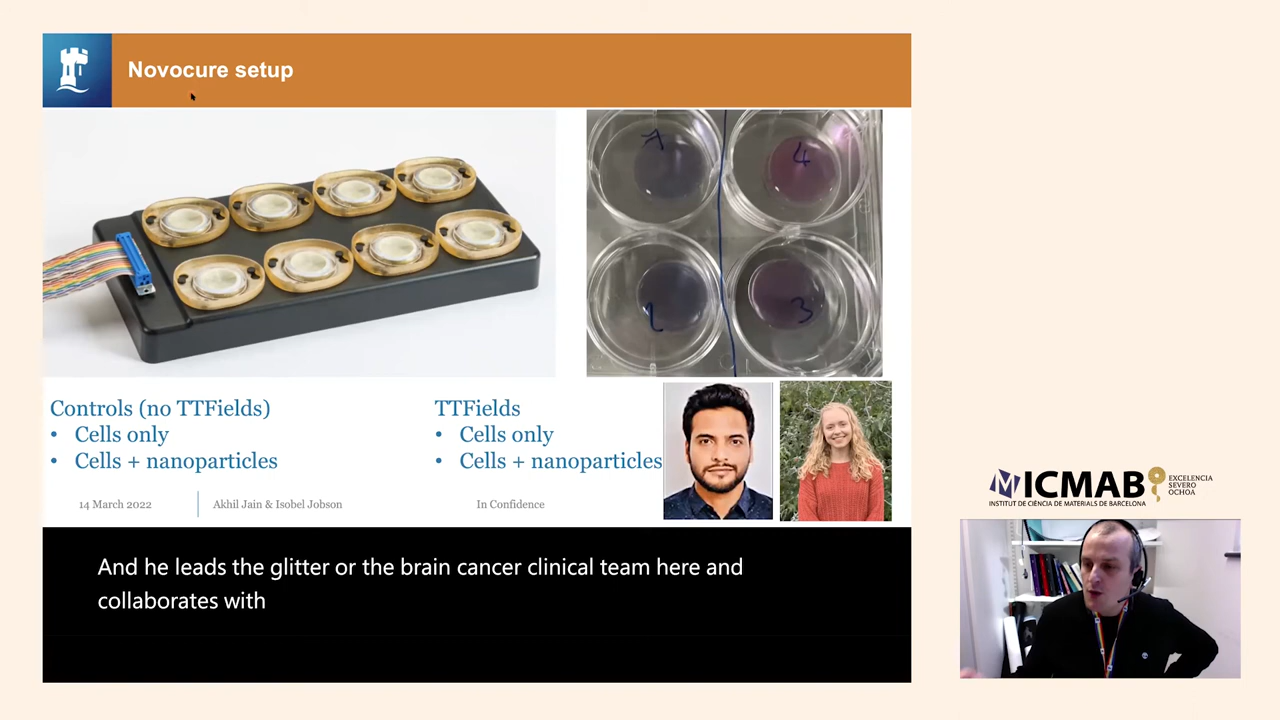 Novocure setup
1
4
2
3
Controls (no TTFields)
• Cells only
• Cells + nanoparticles
TTFields
• Cells only
• Cells + nanoparticles
14 March 2022
Akhil Jain & Isobel Jobson
In Confidence
And he leads the glitter or the brain cancer clinical team here and
collaborates with
ICMAB
INSTITUT DE CIÈNCIA DE MATERIALS DE BARCELONA
EXCELENCIA
SEVERO
OCHOA